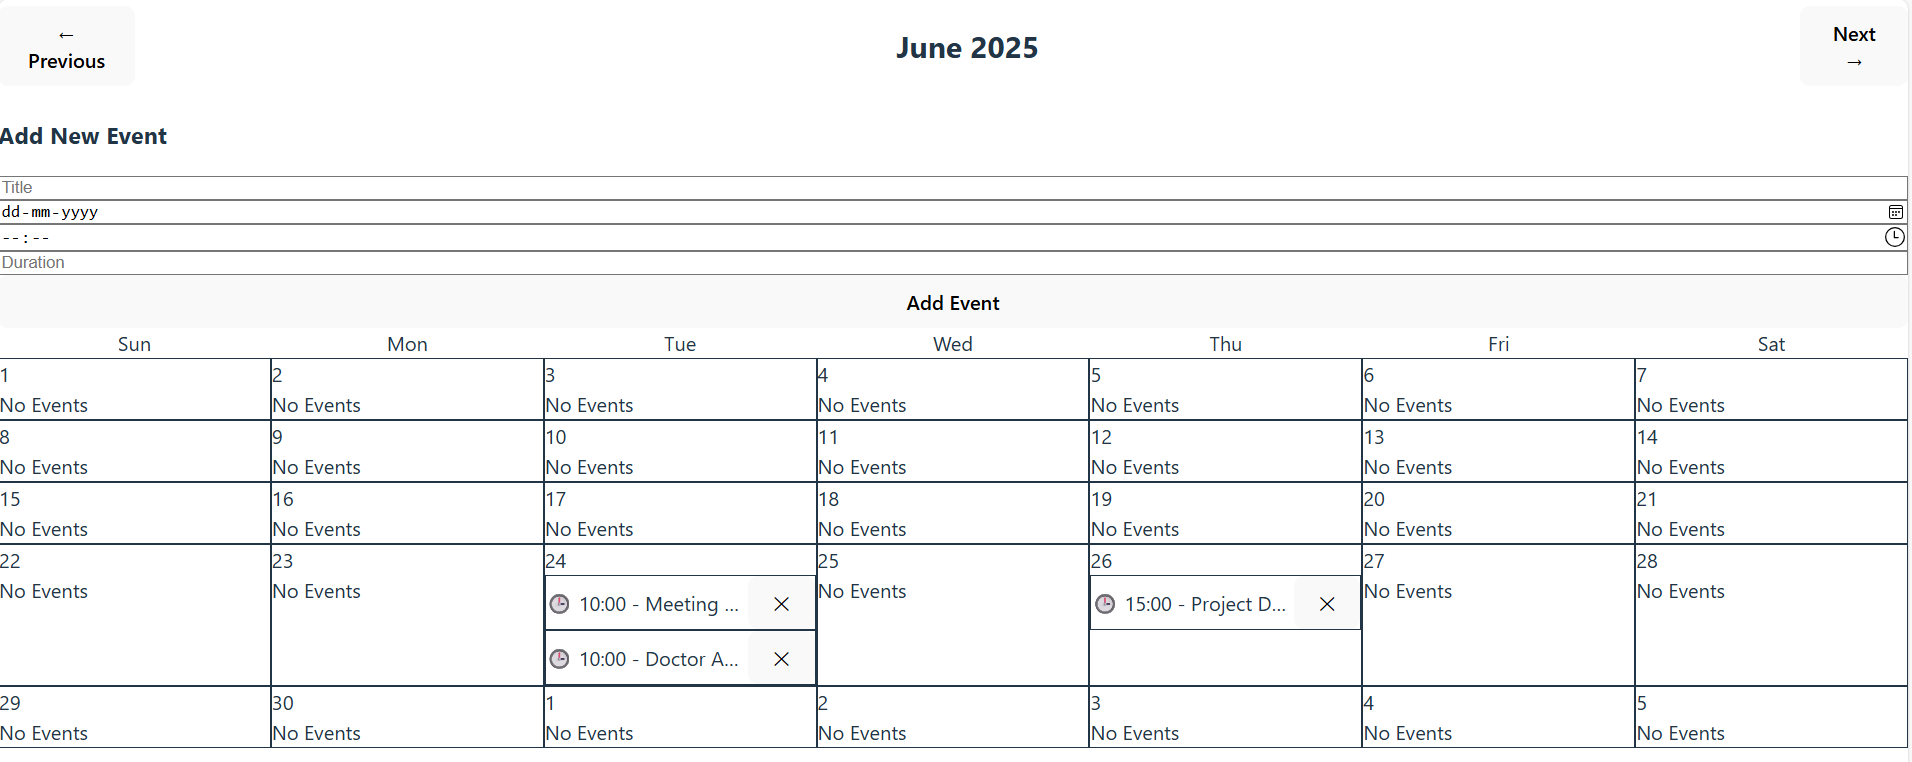 ←
Previous
June 2025
Next
→
Add New Event
Title
dd-mm-yyyy
--:--
Duration
Add Event
Sun Mon Tue Wed Thu Fri Sat
1 2 3 4 5 6 7
No Events No Events No Events No Events No Events No Events No Events
8 9 10 11 12 13 14
No Events No Events No Events No Events No Events No Events No Events
15 16 17 18 19 20 21
No Events No Events No Events No Events No Events No Events No Events
22 23 24 25 26 27 28
No Events No Events 10:00 - Meeting ... ✕ No Events 15:00 - Project D... ✕ No Events No Events
10:00 - Doctor A... ✕
29 30 1 2 3 4 5
No Events No Events No Events No Events No Events No Events No Events